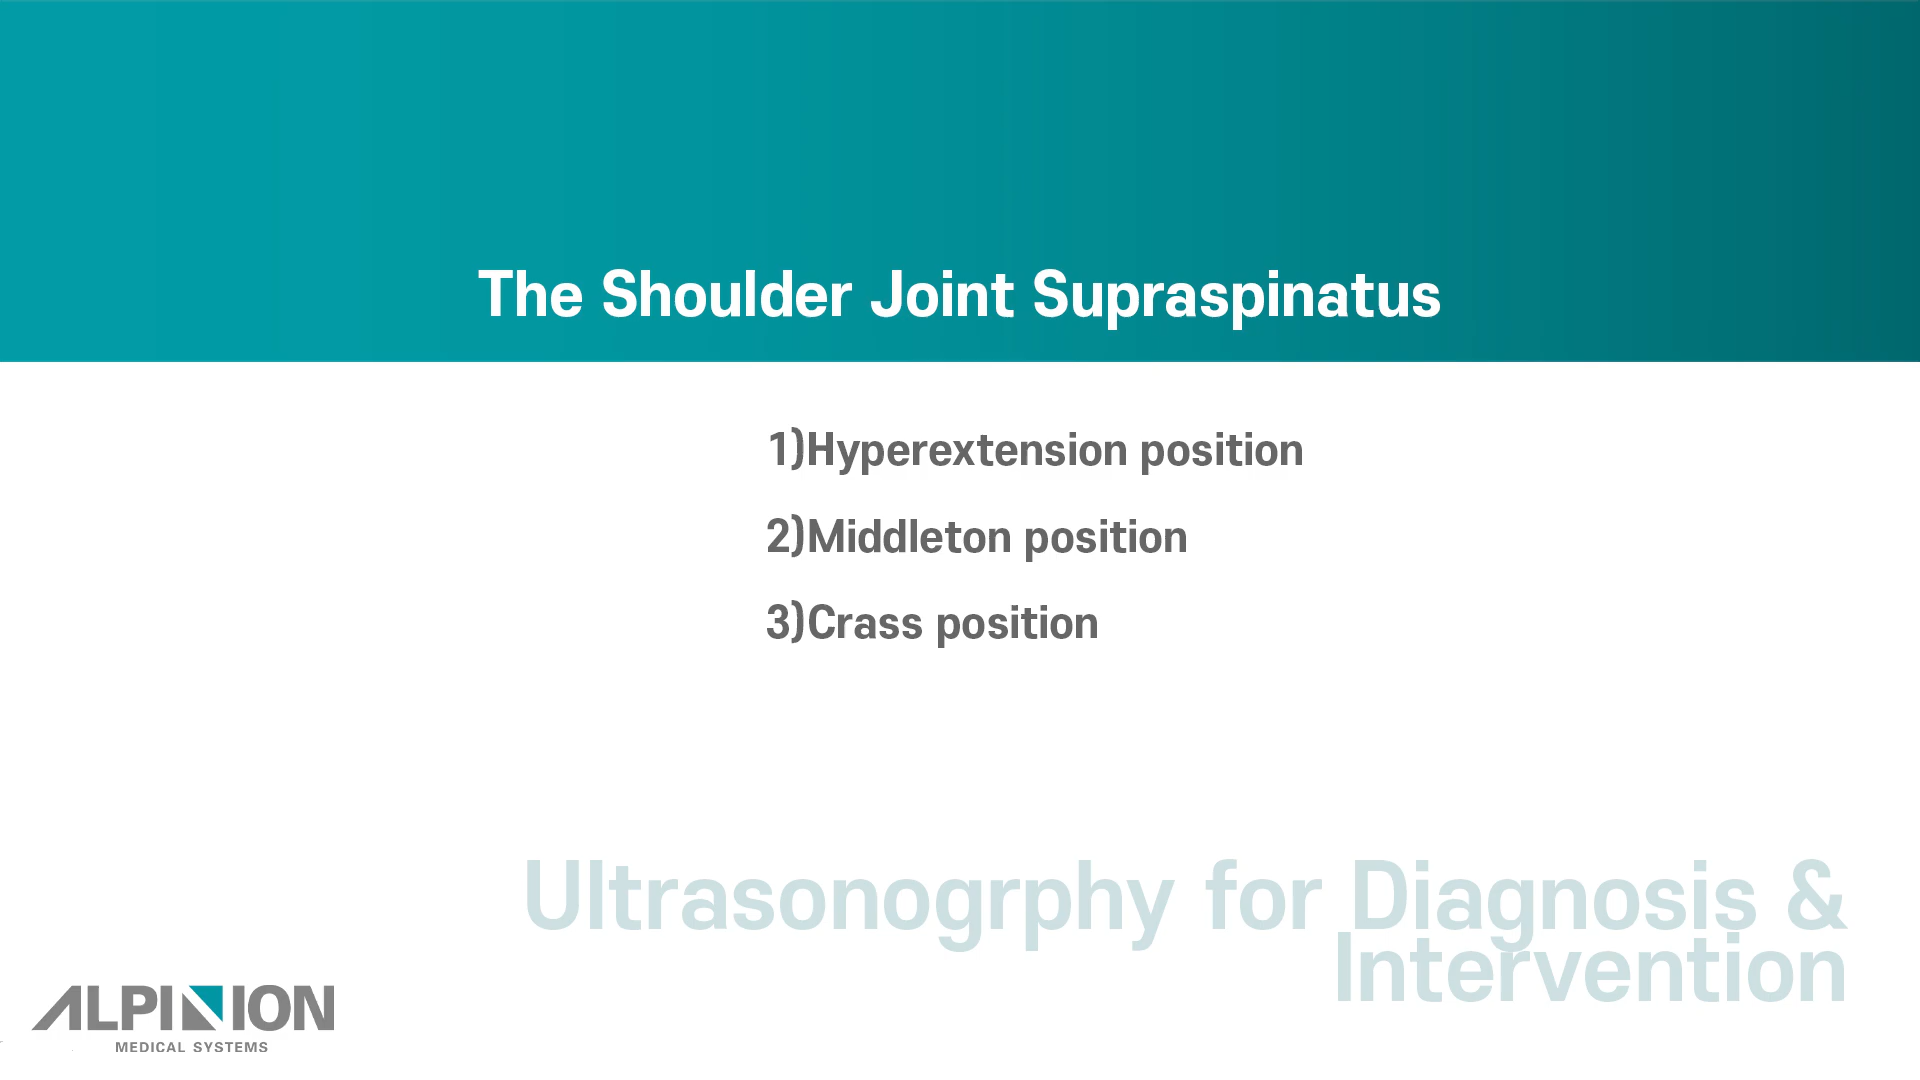 The Shoulder Joint Supraspinatus
1)Hyperextension position
2)Middleton position
3)Crass position
Ultrasonogrphy for Diagnosis &
Intervention
ALPINION
MEDICAL SYSTEMS